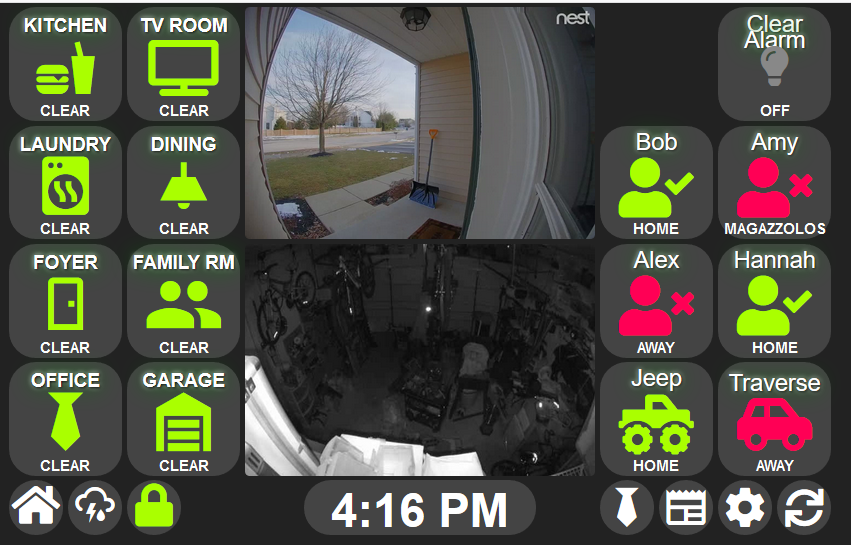 KITCHEN
CLEAR
TV ROOM
CLEAR
nest
Clear
Alarm
OFF
LAUNDRY
CLEAR
DINING
CLEAR
Bob
HOME
Amy
MAGAZZOLOS
FOYER
CLEAR
FAMILY RM
CLEAR
Alex
AWAY
Hannah
HOME
OFFICE
CLEAR
GARAGE
CLEAR
Jeep
HOME
Traverse
AWAY
4:16 PM